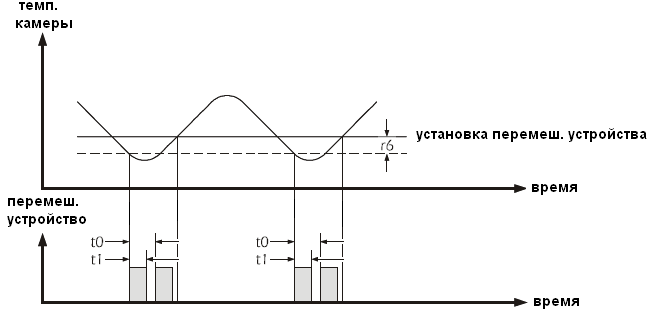 темп.
камеры
установка перемеш. устройства
r6
время
перемеш.
устройство
t0
t0
t1
t1
время